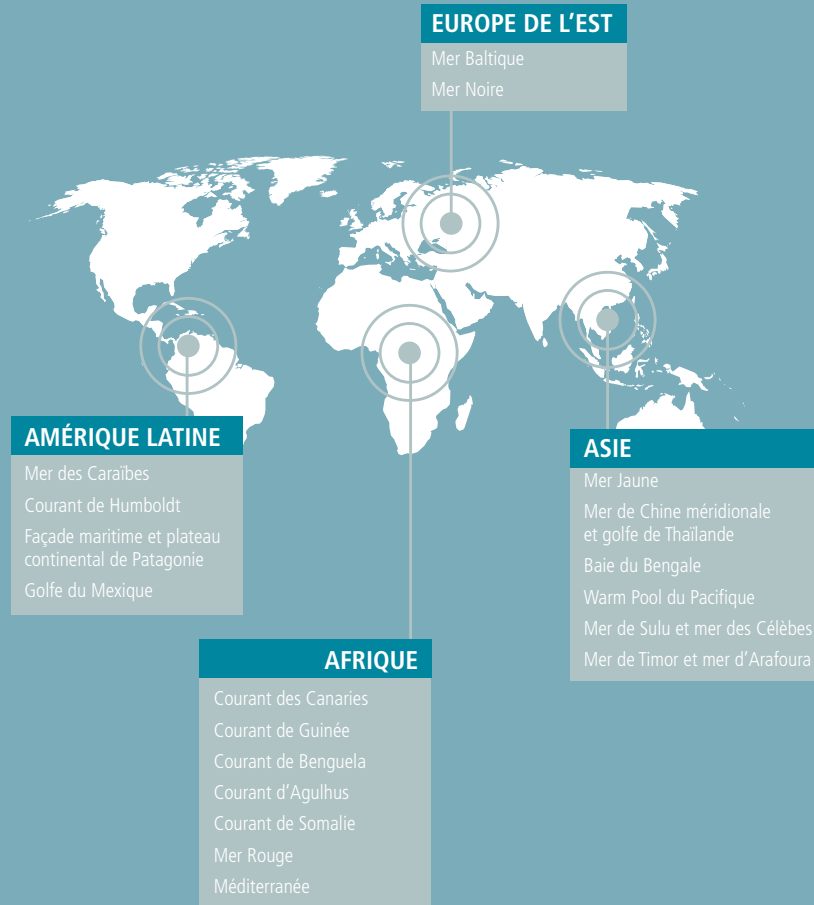 EUROPE DE L’EST
Mer Baltique
Mer Noire
AMÉRIQUE LATINE
Mer des Caraïbes
Courant de Humboldt
Façade maritime et plateau
continental de Patagonie
Golfe du Mexique
ASIE
Mer Jaune
Mer de Chine méridionale
et golfe de Thaïlande
Baie du Bengale
Warm Pool du Pacifique
Mer de Sulu et mer des Célèbes
Mer de Timor et mer d’Arafoura
AFRIQUE
Courant des Canaries
Courant de Guinée
Courant de Benguela
Courant d’Agulhus
Courant de Somalie
Mer Rouge
Méditerranée